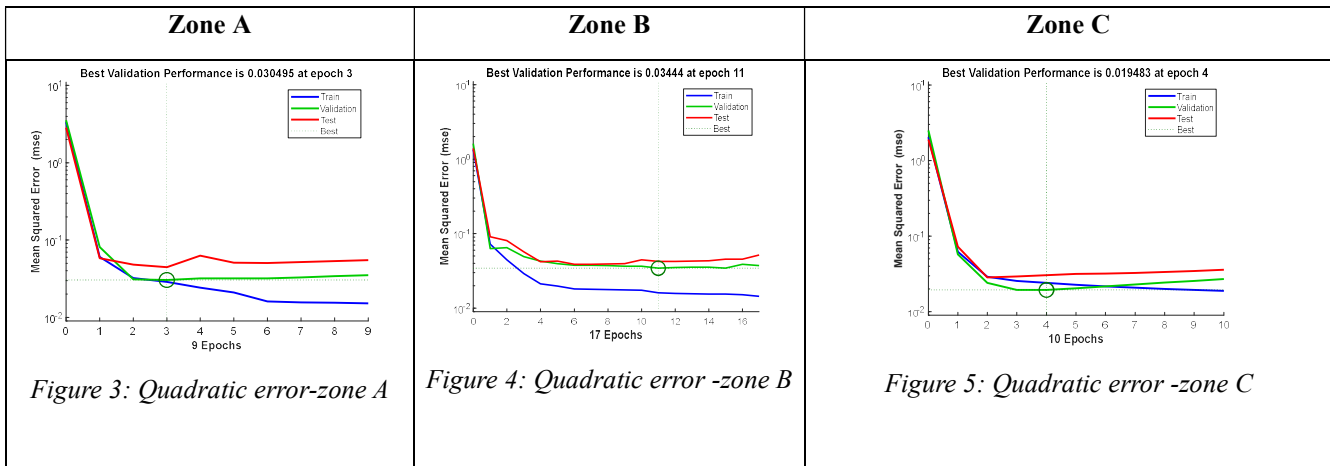 Zone A
Zone B
Zone C
Best Validation Performance is 0.030495 at epoch 3
Mean Squared Error (mse)
10^1
10^0
10^-1
10^-2
Train
Validation
Test
Best
0 1 2 3 4 5 6 7 8 9
9 Epochs
Figure 3: Quadratic error-zone A
Best Validation Performance is 0.03444 at epoch 11
Mean Squared Error (mse)
10^1
10^0
10^-1
10^-2
Train
Validation
Test
Best
0 2 4 6 8 10 12 14 16
17 Epochs
Figure 4: Quadratic error -zone B
Best Validation Performance is 0.019483 at epoch 4
Mean Squared Error (mse)
10^1
10^0
10^-1
10^-2
Train
Validation
Test
Best
0 1 2 3 4 5 6 7 8 9 10
10 Epochs
Figure 5: Quadratic error -zone C